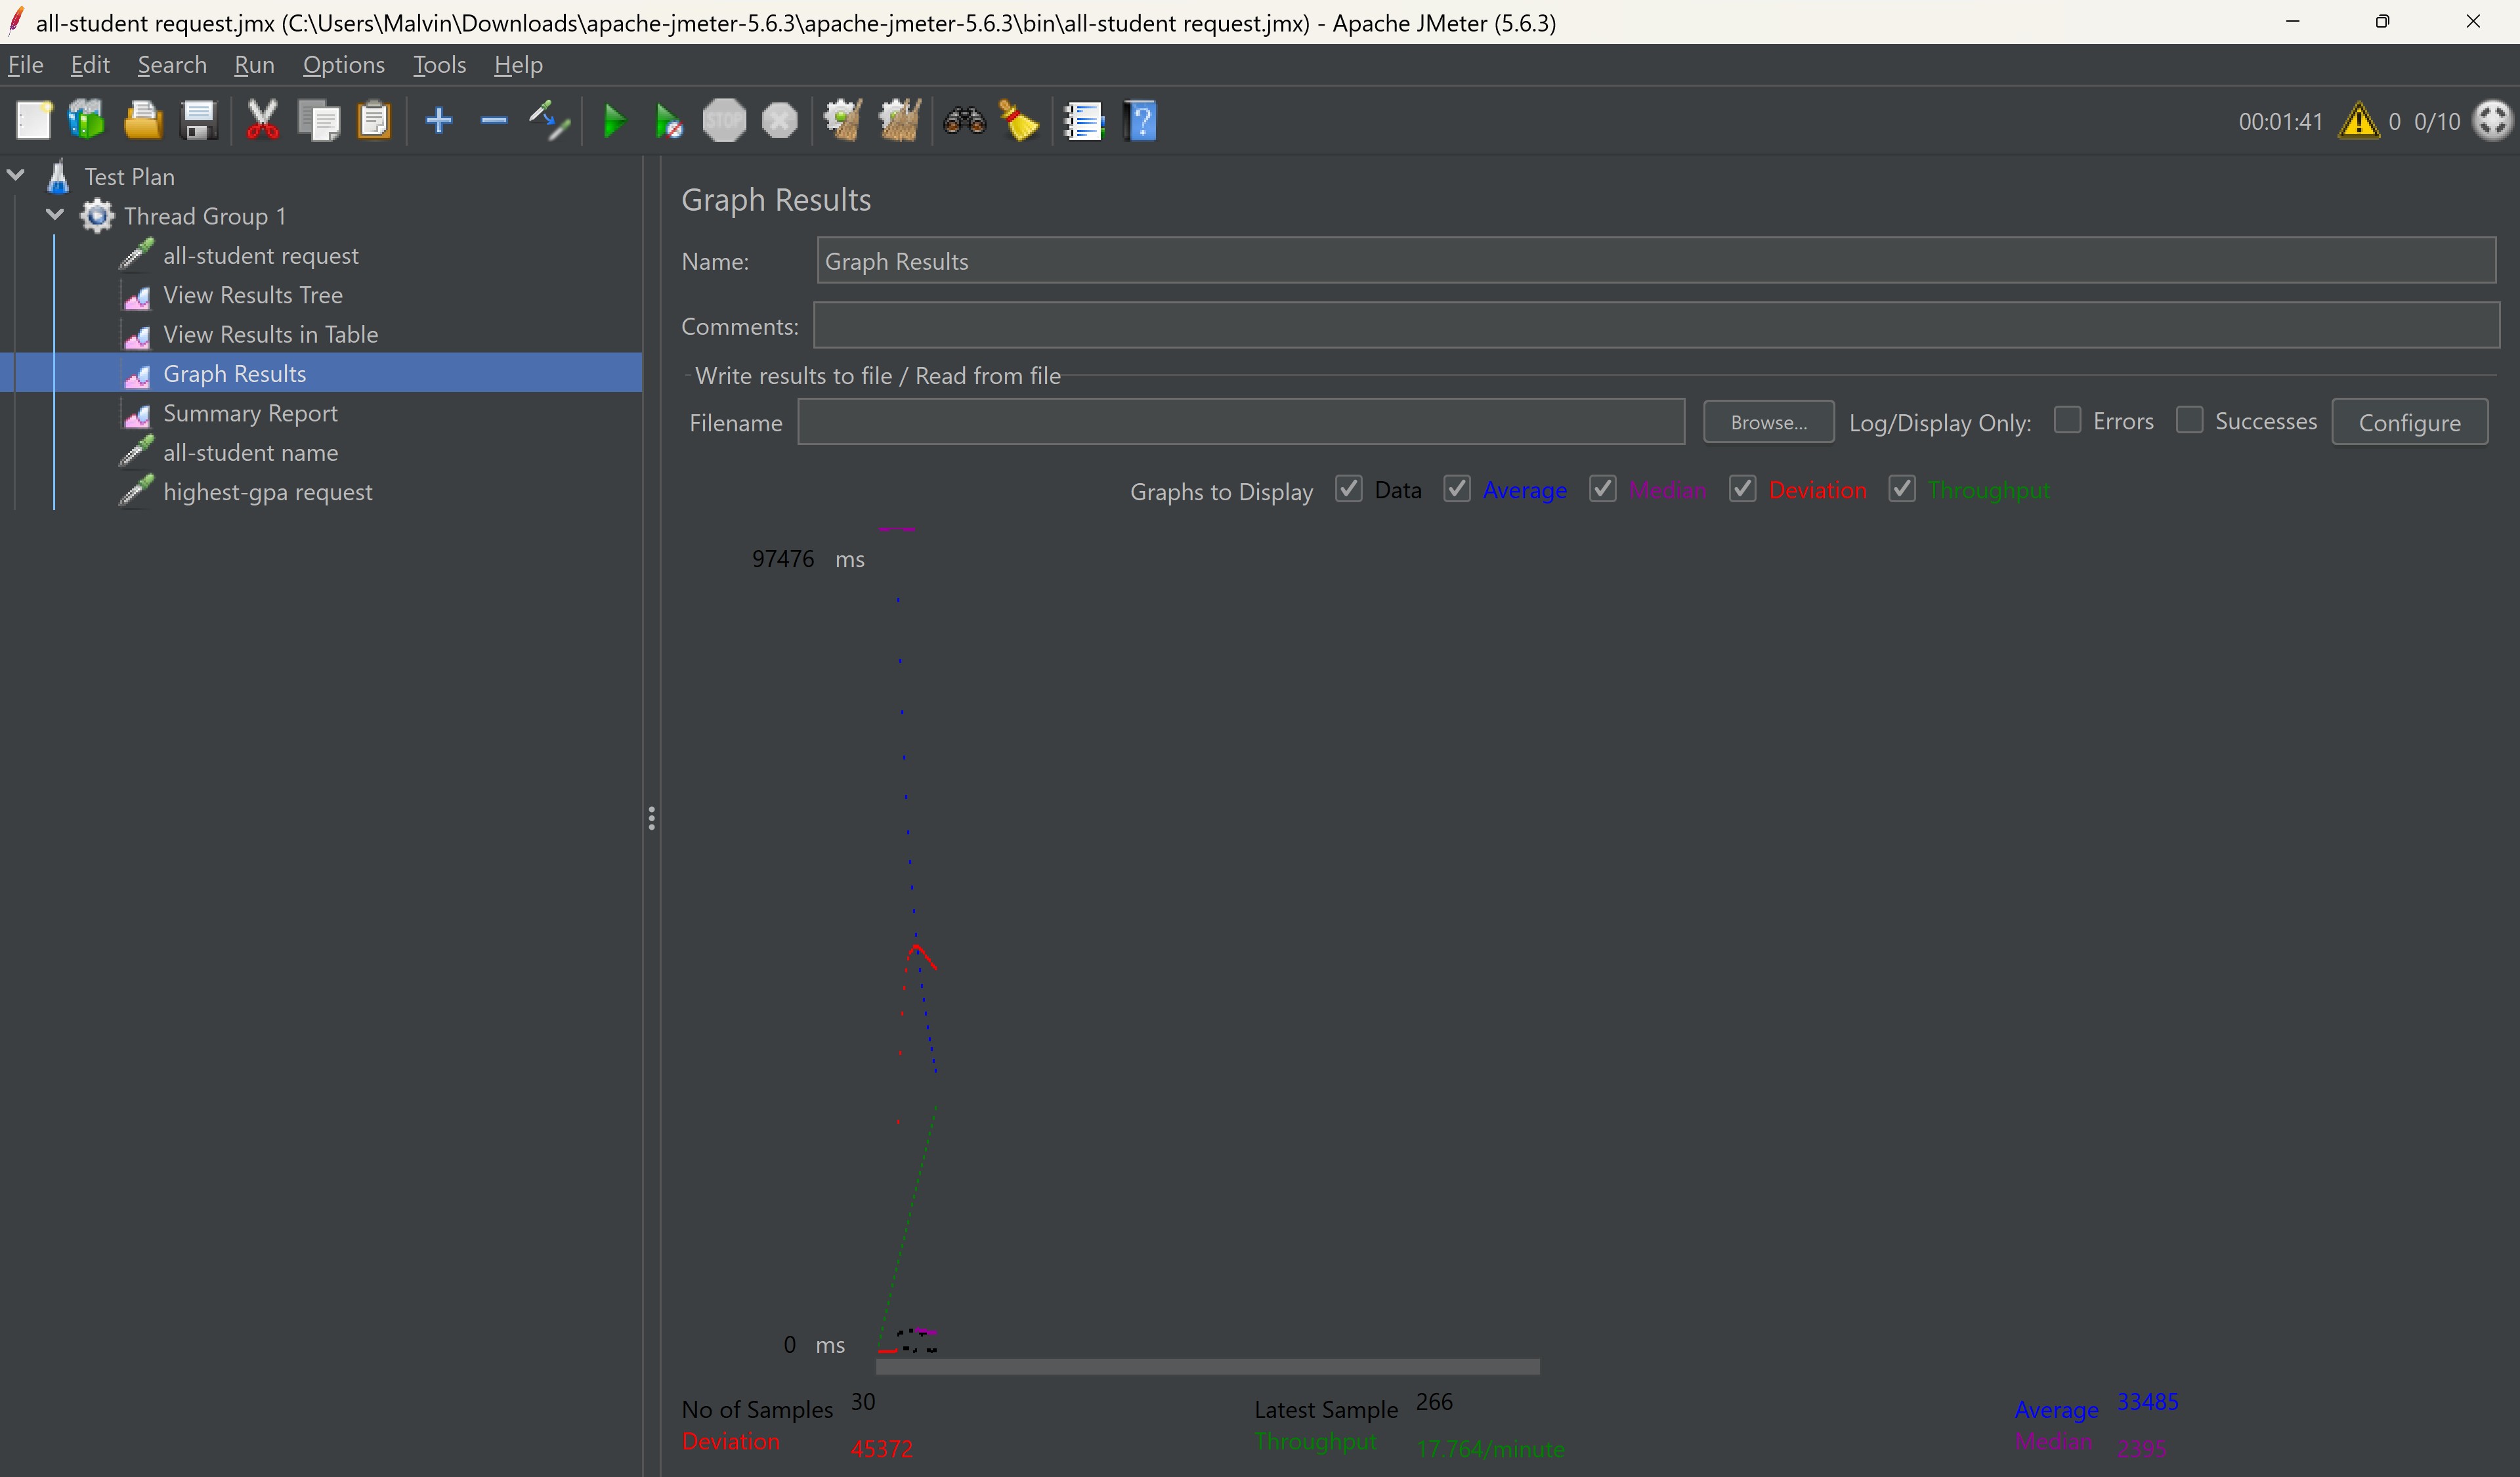 all-student request.jmx (C:\Users\Malvin\Downloads\apache-jmeter-5.6.3\apache-jmeter-5.6.3\bin\all-student request.jmx) - Apache JMeter (5.6.3)
File Edit Search Run Options Tools Help
STOP 00:01:41 0 0/10
Test Plan
Thread Group 1
all-student request
View Results Tree
View Results in Table
Graph Results
Summary Report
all-student name
highest-gpa request
Graph Results
Name: Graph Results
Comments:
Write results to file / Read from file
Filename Browse... Log/Display Only: Errors Successes Configure
Graphs to Display Data Average Median Deviation Throughput
97476 ms
0 ms
No of Samples 30 Latest Sample 266 Average 33485
Deviation 45372 Throughput 17.764/minute Median 2395